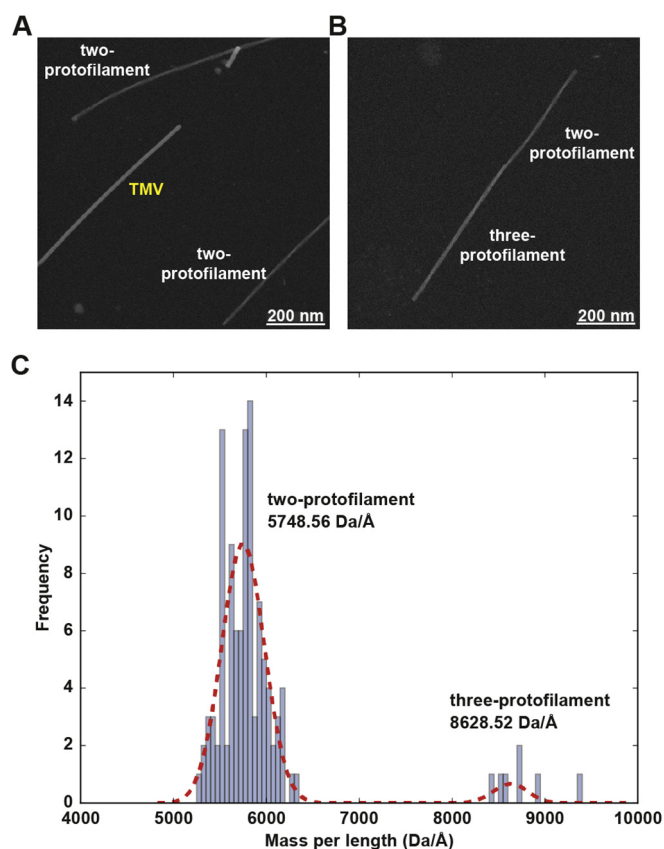 A
two-
protofilament
TMV
two-
protofilament
200 nm
B
two-
protofilament
three-
protofilament
200 nm
C
14
12
10
8
6
4
2
0
Frequency
two-protofilament
5748.56 Da/Å
three-protofilament
8628.52 Da/Å
4000 5000 6000 7000 8000 9000 10000
Mass per length (Da/Å)